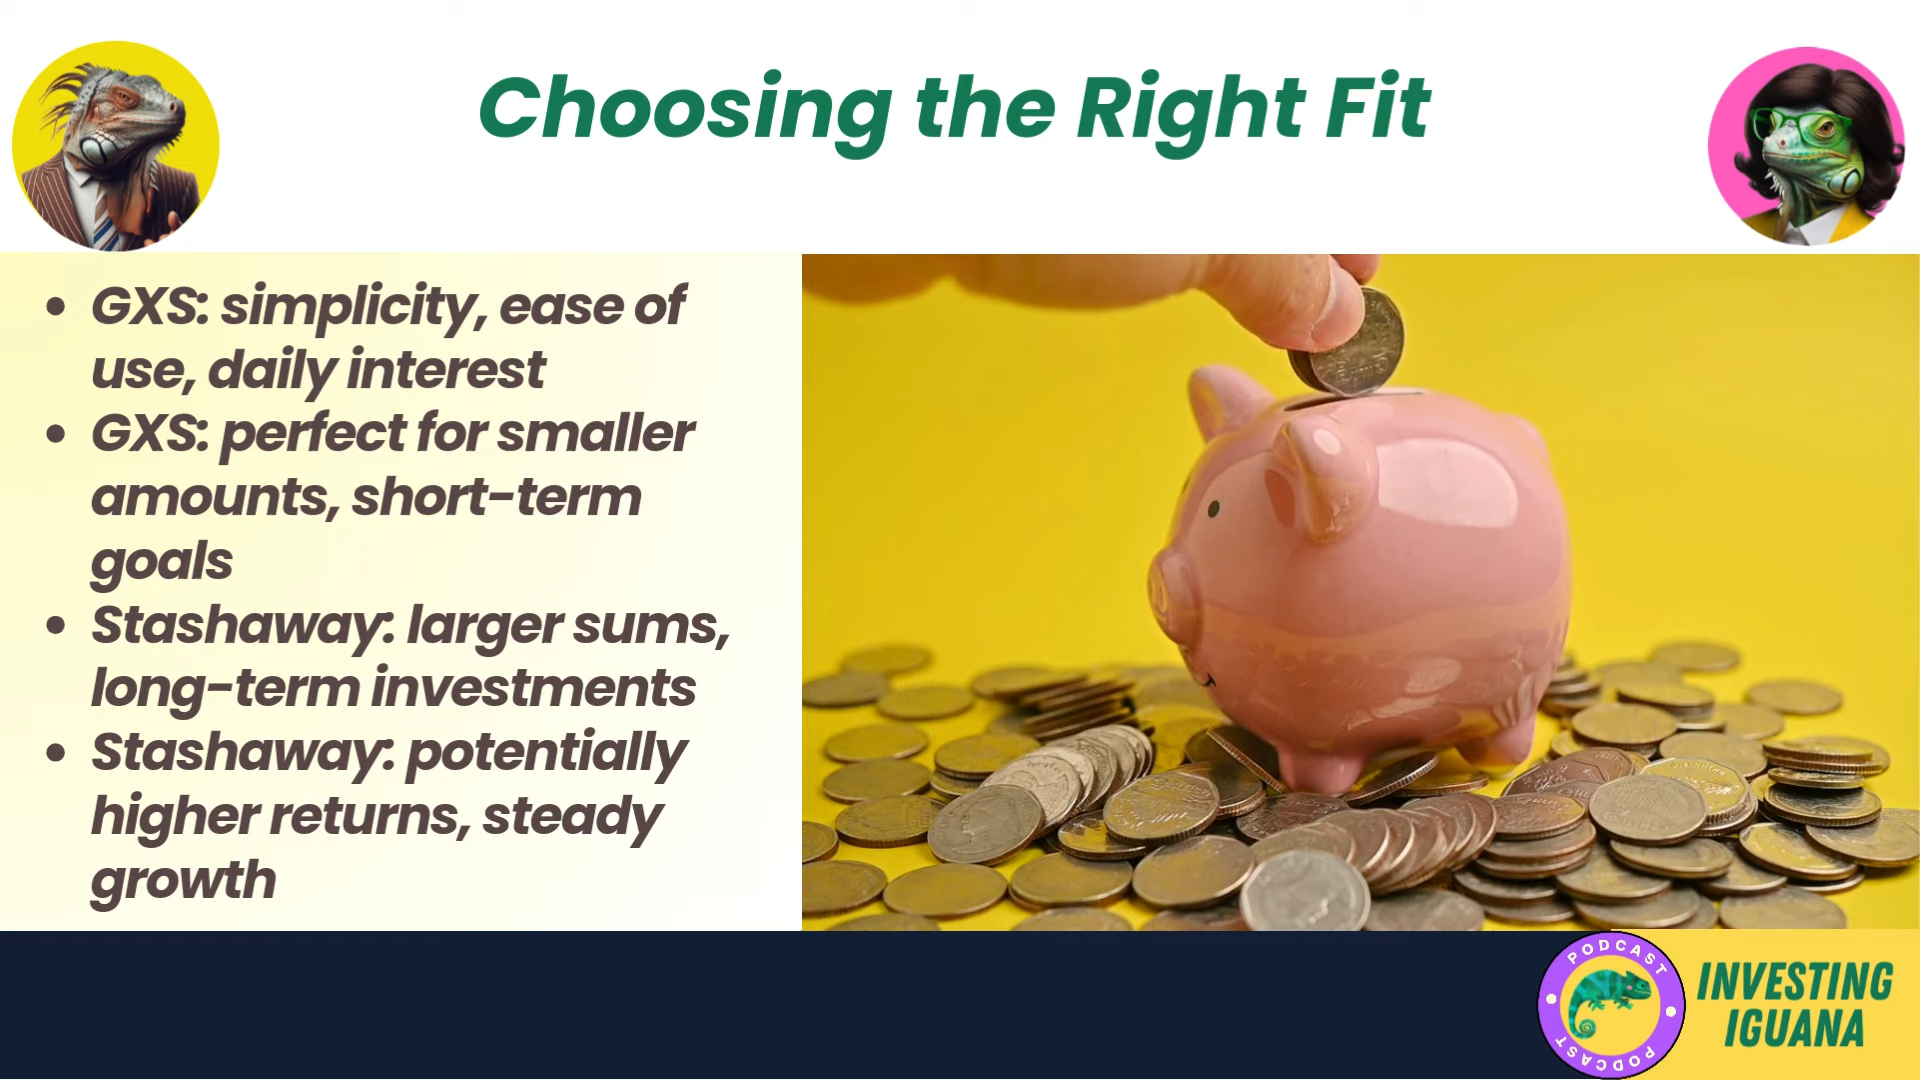 Choosing the Right Fit
• GXS: simplicity, ease of
use, daily interest
• GXS: perfect for smaller
amounts, short-term
goals
• Stashaway: larger sums,
long-term investments
• Stashaway: potentially
higher returns, steady
growth
PODCAST
PODCAST
INVESTING
IGUANA